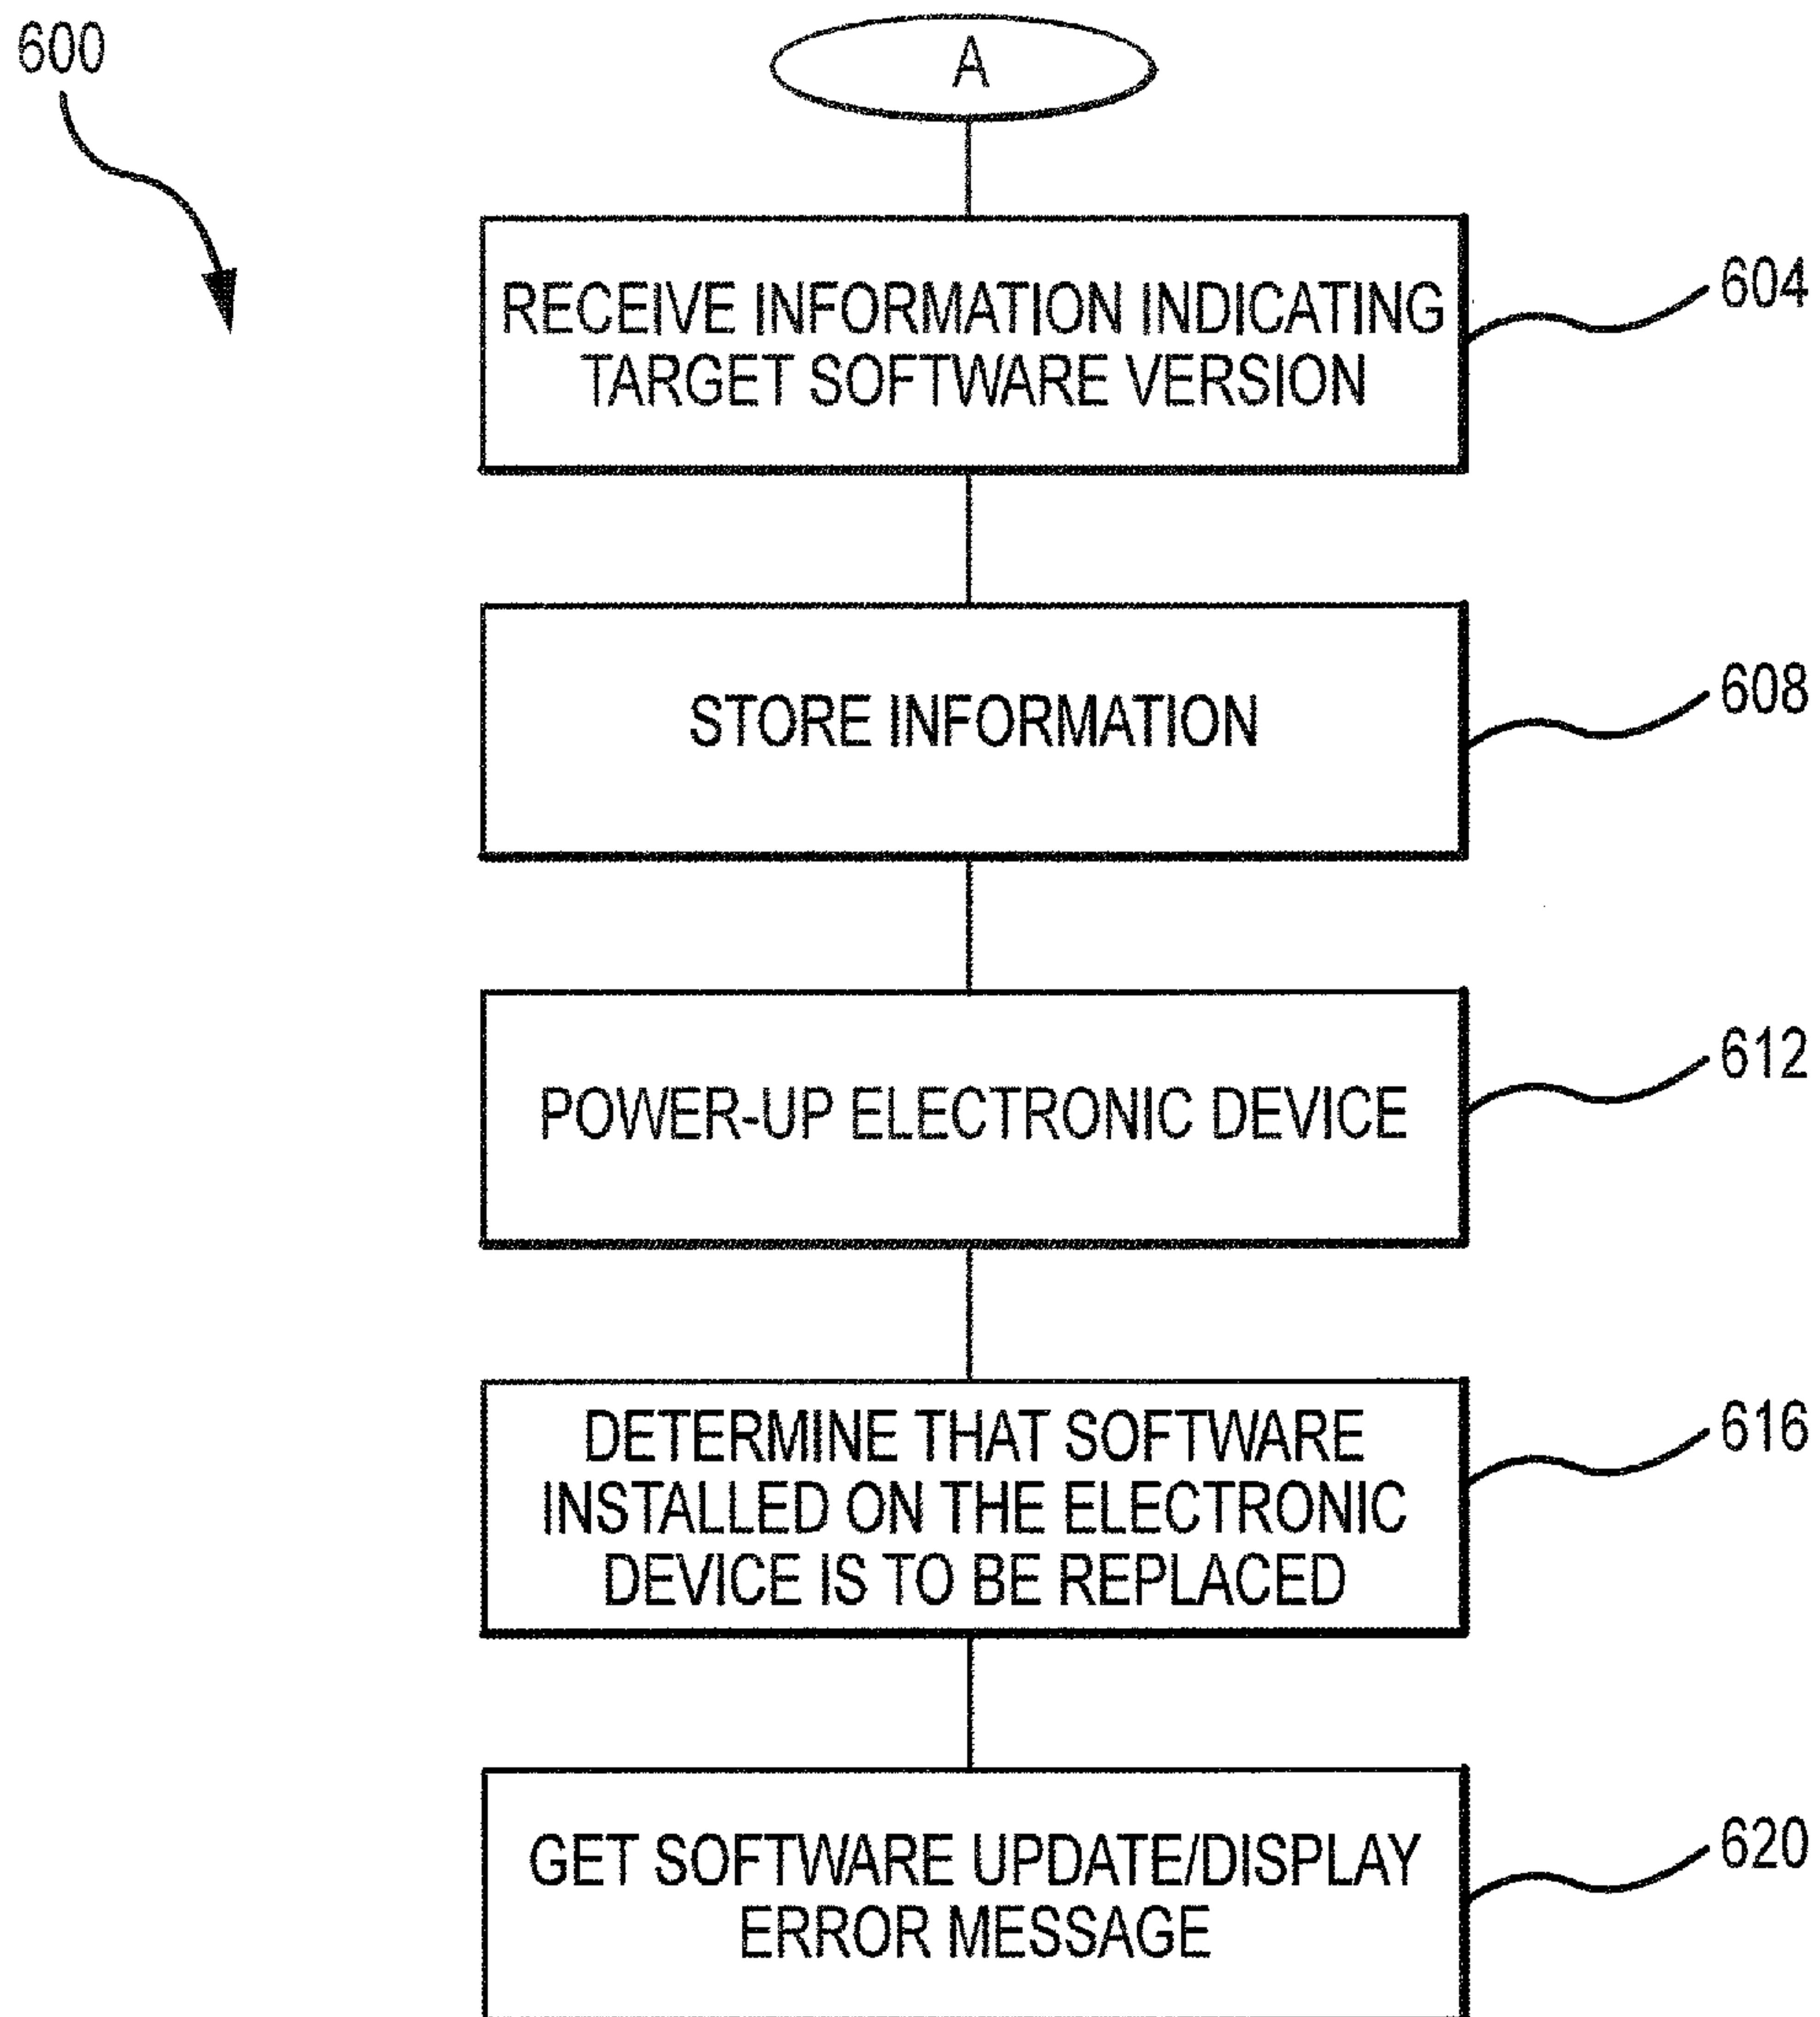 600
A
RECEIVE INFORMATION INDICATING
TARGET SOFTWARE VERSION
604
STORE INFORMATION
608
POWER-UP ELECTRONIC DEVICE
612
DETERMINE THAT SOFTWARE
INSTALLED ON THE ELECTRONIC
DEVICE IS TO BE REPLACED
616
GET SOFTWARE UPDATE/DISPLAY
ERROR MESSAGE
620